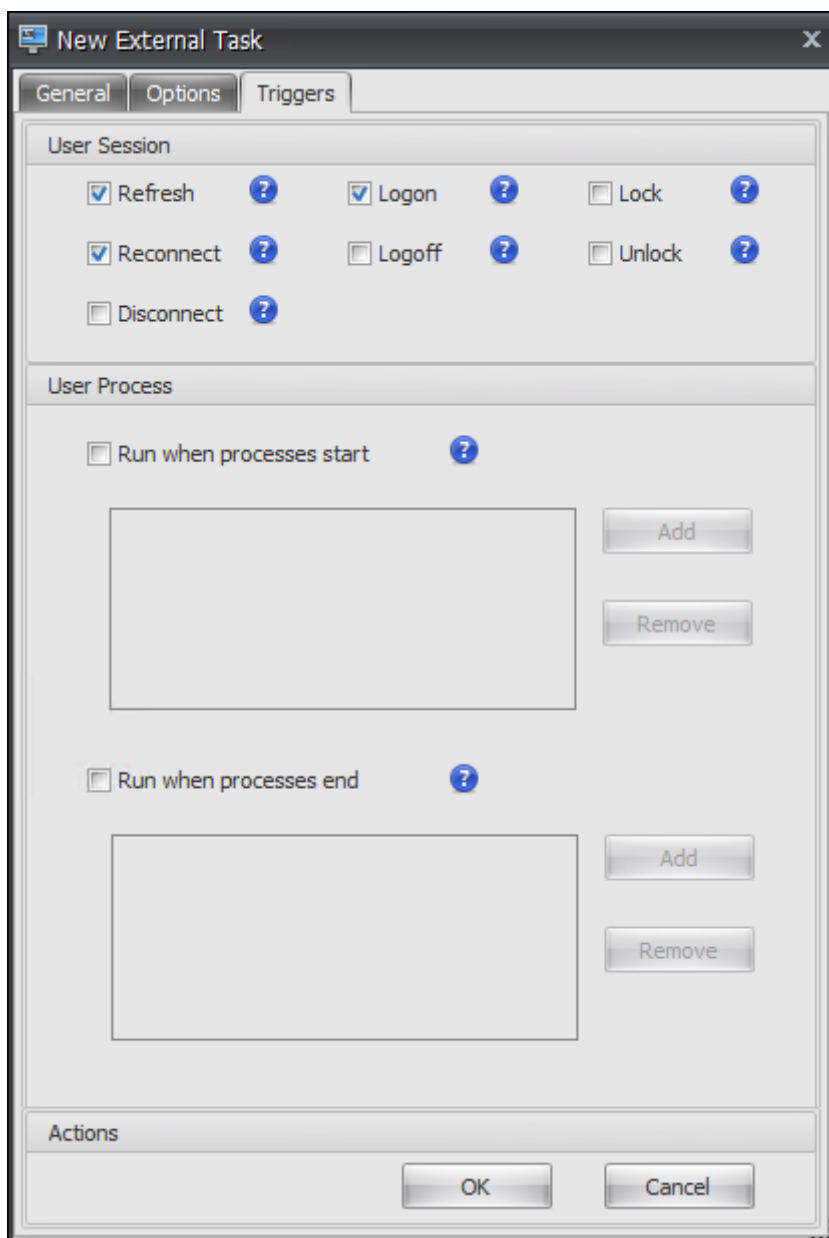 New External Task
General Options Triggers
User Session
Refresh ? Logon ? Lock ?
Reconnect ? Logoff ? Unlock ?
Disconnect ?
User Process
Run when processes start ?
Add
Remove
Run when processes end ?
Add
Remove
Actions
OK Cancel